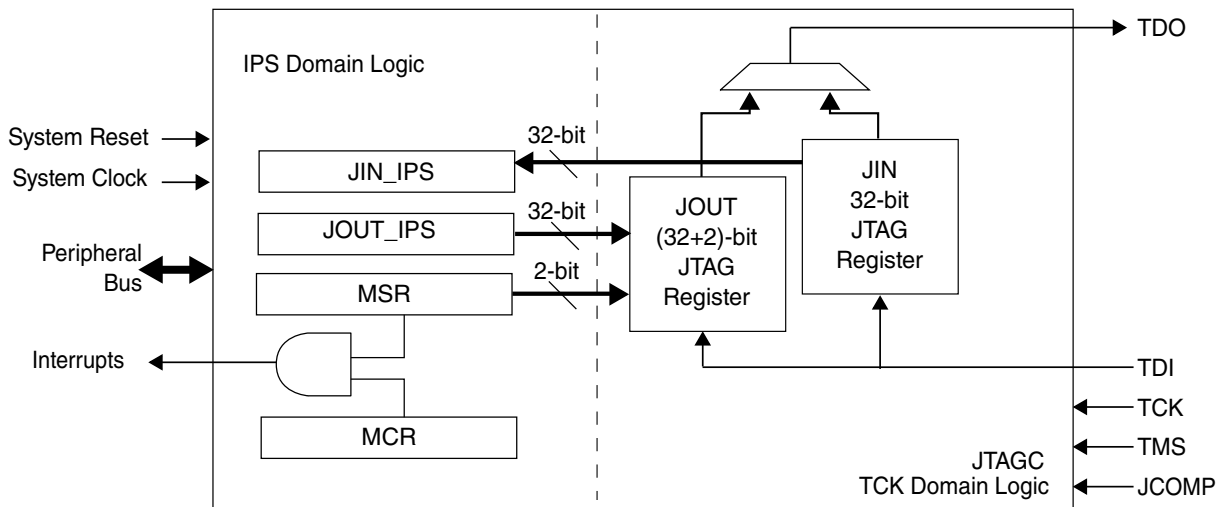 TDO
IPS Domain Logic
System Reset
System Clock
32-bit
JIN_IPS
JIN
32-bit
JTAG
Register
32-bit
JOUT_IPS
JOUT
(32+2)-bit
JTAG
Register
Peripheral
Bus
2-bit
MSR
Interrupts
TDI
MCR
TCK
TMS
JCOMP
JTAGC
TCK Domain Logic